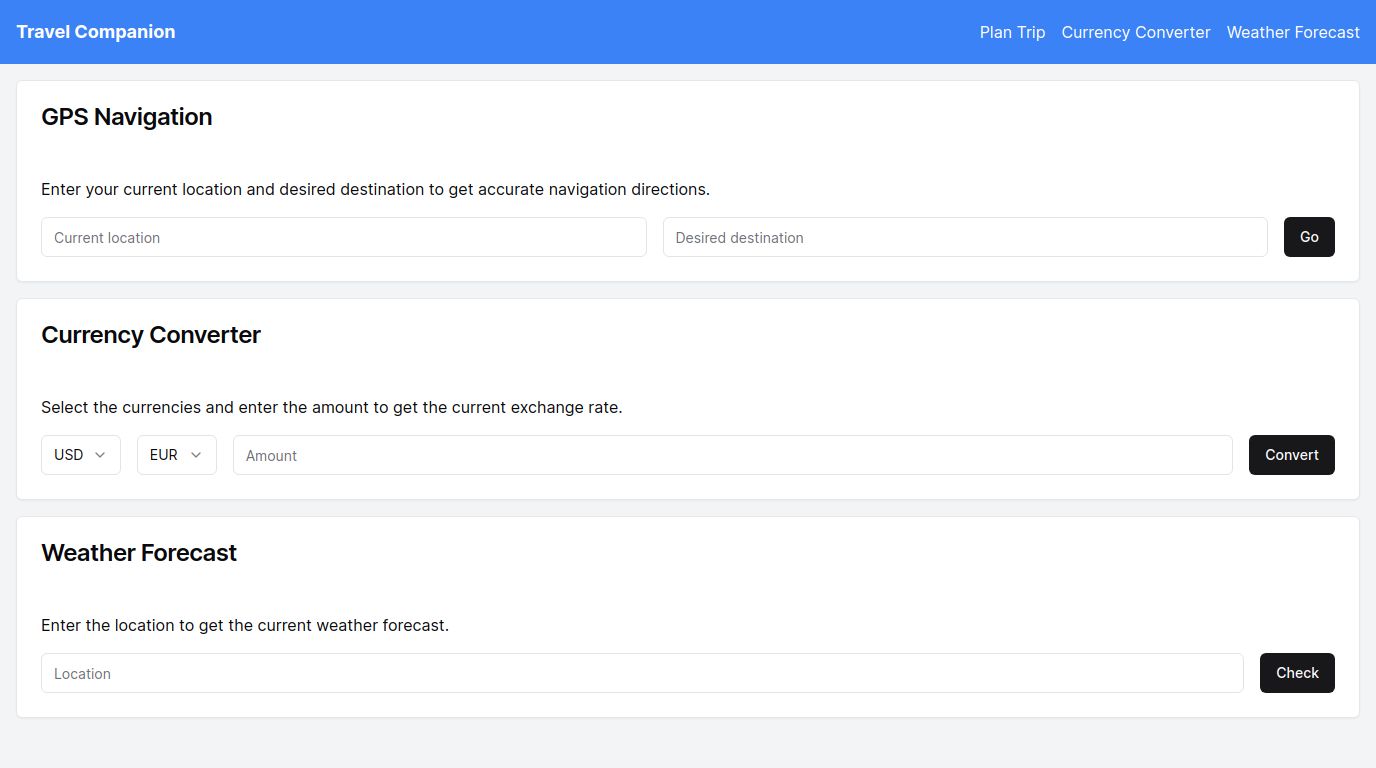 Travel Companion
Plan Trip Currency Converter Weather Forecast
GPS Navigation
Enter your current location and desired destination to get accurate navigation directions.
Current location Desired destination Go
Currency Converter
Select the currencies and enter the amount to get the current exchange rate.
USD EUR Amount Convert
Weather Forecast
Enter the location to get the current weather forecast.
Location Check